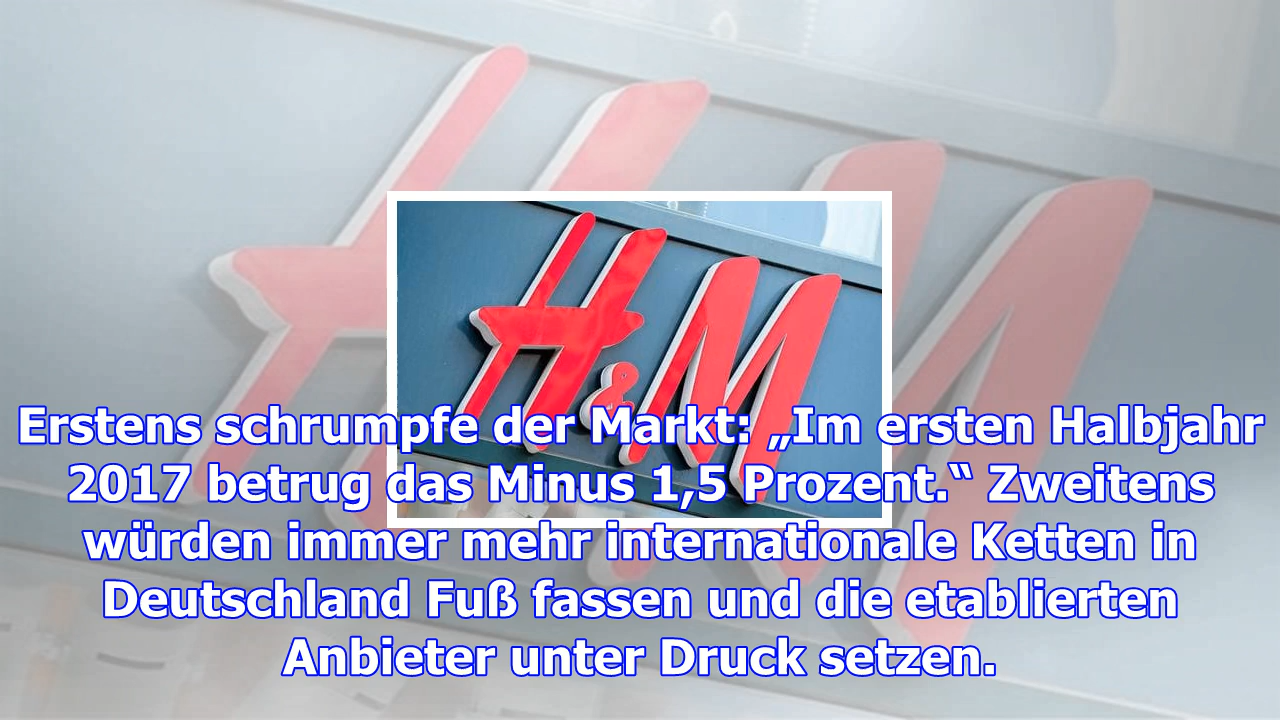 H&M
Erstens schrumpfe der Markt: „Im ersten Halbjahr
2017 betrug das Minus 1,5 Prozent.“ Zweitens
würden immer mehr internationale Ketten in
Deutschland Fuß fassen und die etablierten
Anbieter unter Druck setzen.